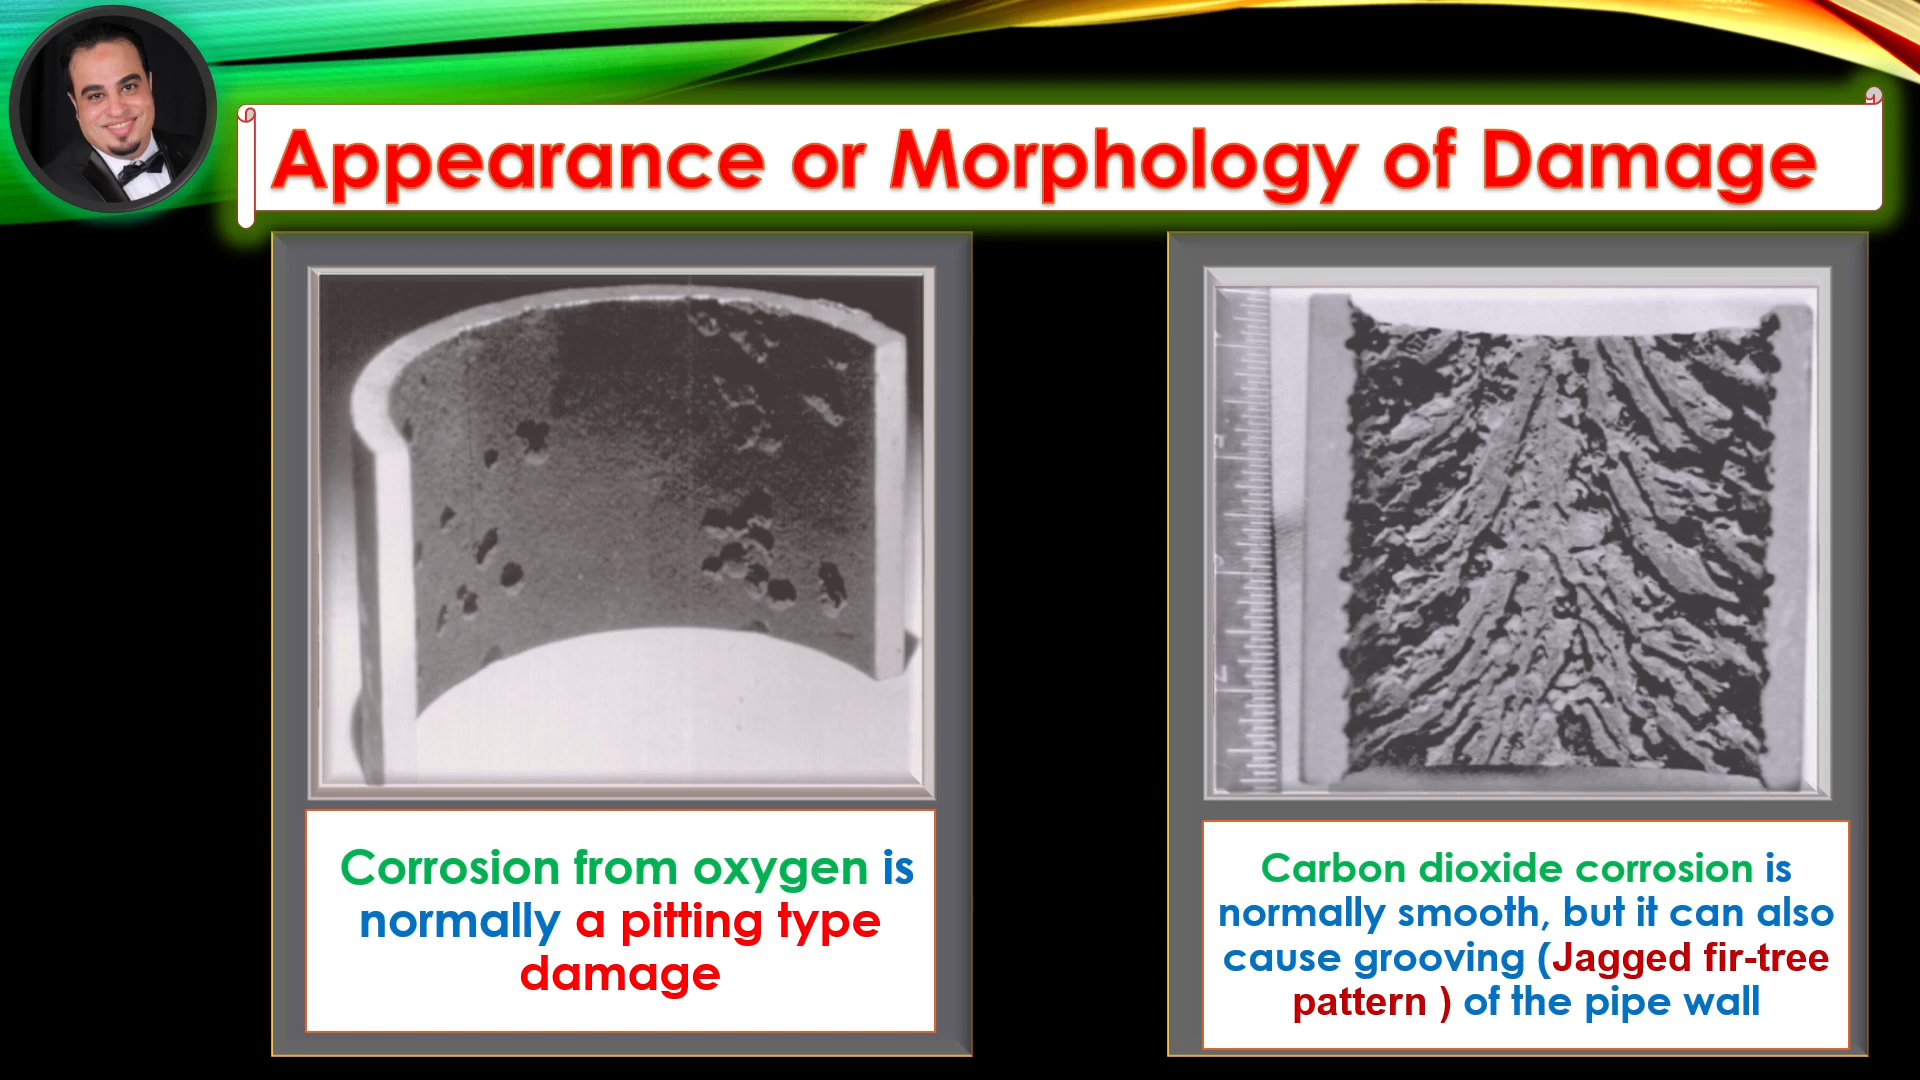 Appearance or Morphology of Damage
Corrosion from oxygen is
normally a pitting type
damage
Carbon dioxide corrosion is
normally smooth, but it can also
cause grooving (Jagged fir-tree
pattern ) of the pipe wall